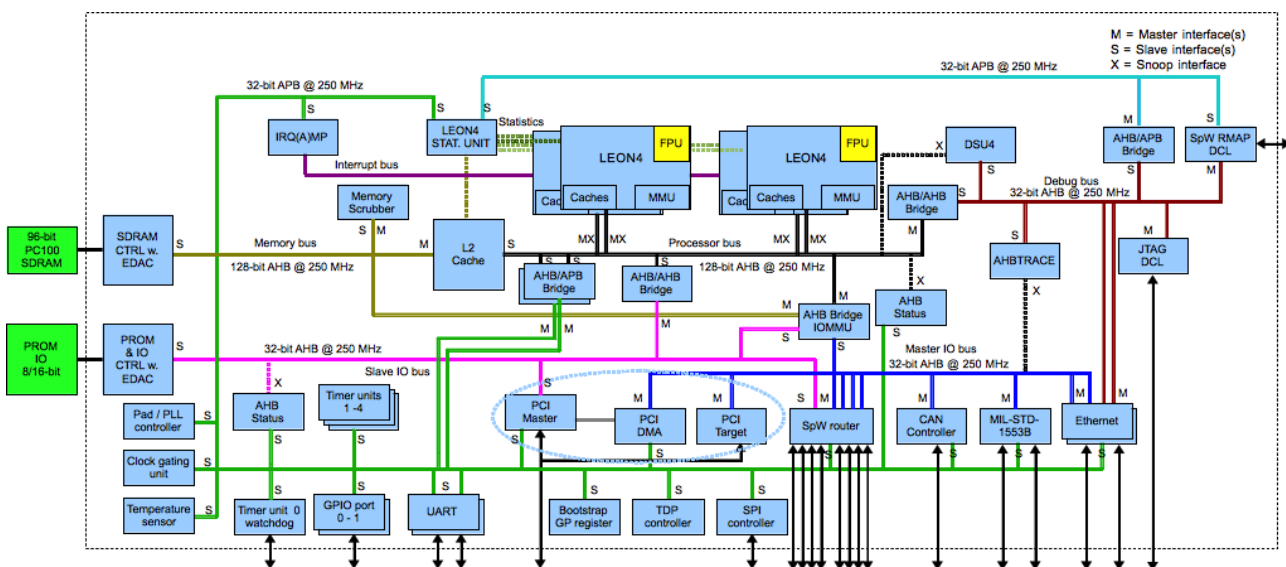 M = Master interface(s)
S = Slave interface(s)
X = Snoop interface
32-bit APB @ 250 MHz
32-bit APB @ 250 MHz
S
S
S
M
S
IRQ(A)MP
LEON4
STAT. UNIT
Statistics
LEON4
FPU
LEON4
FPU
X
DSU4
AHB/APB
Bridge
SpW RMAP
DCL
Interrupt bus
S
S
M
Debug bus
32-bit AHB @ 250 MHz
Memory
Scrubber
Cac
Caches
MMU
Ca
Caches
MMU
AHB/AHB
Bridge
S
96-bit
PC100
SDRAM
SDRAM
CTRL w.
EDAC
S
Memory bus
128-bit AHB @ 250 MHz
S
M
M
L2
Cache
S
MX
MX
Processor bus
128-bit AHB @ 250 MHz
MX
MX
M
S
AHBTRACE
X
M
JTAG
DCL
S
S
AHB/APB
Bridge
S
AHB/AHB
Bridge
M
X
AHB
Status
S
M
M
M
M
AHB Bridge
IOMMU
S
S
PROM
IO
8/16-bit
PROM
& IO
CTRL w.
EDAC
S
32-bit AHB @ 250 MHz
Slave IO bus
Master IO bus
32-bit AHB @ 250 MHz
X
AHB
Status
S
Timer units
1 -4
S
S
PCI
Master
S
M
PCI
DMA
S
M
PCI
Target
S
M
SpW router
S
M
CAN
Controller
S
M
MIL-STD-
1553B
S
M
M
Ethernet
S
Pad / PLL
controller
S
Clock gating
unit
S
Temperature
sensor
S
S
Timer unit 0
watchdog
S
GPIO port
0 - 1
S
S
UART
S
Bootstrap
GP register
S
TDP
controller
S
SPI
controller